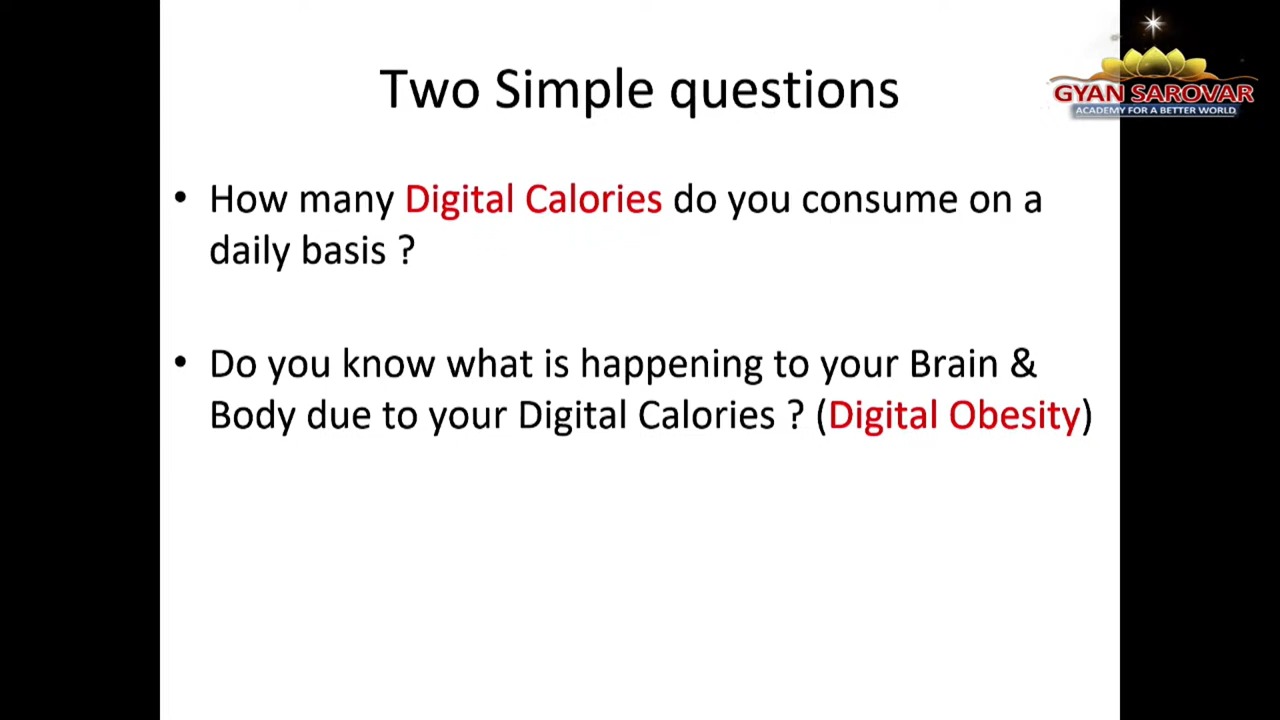 Two Simple questions
GYAN SAROVAR
ACADEMY FOR A BETTER WORLD
• How many Digital Calories do you consume on a
daily basis ?
• Do you know what is happening to your Brain &
Body due to your Digital Calories ? (Digital Obesity)